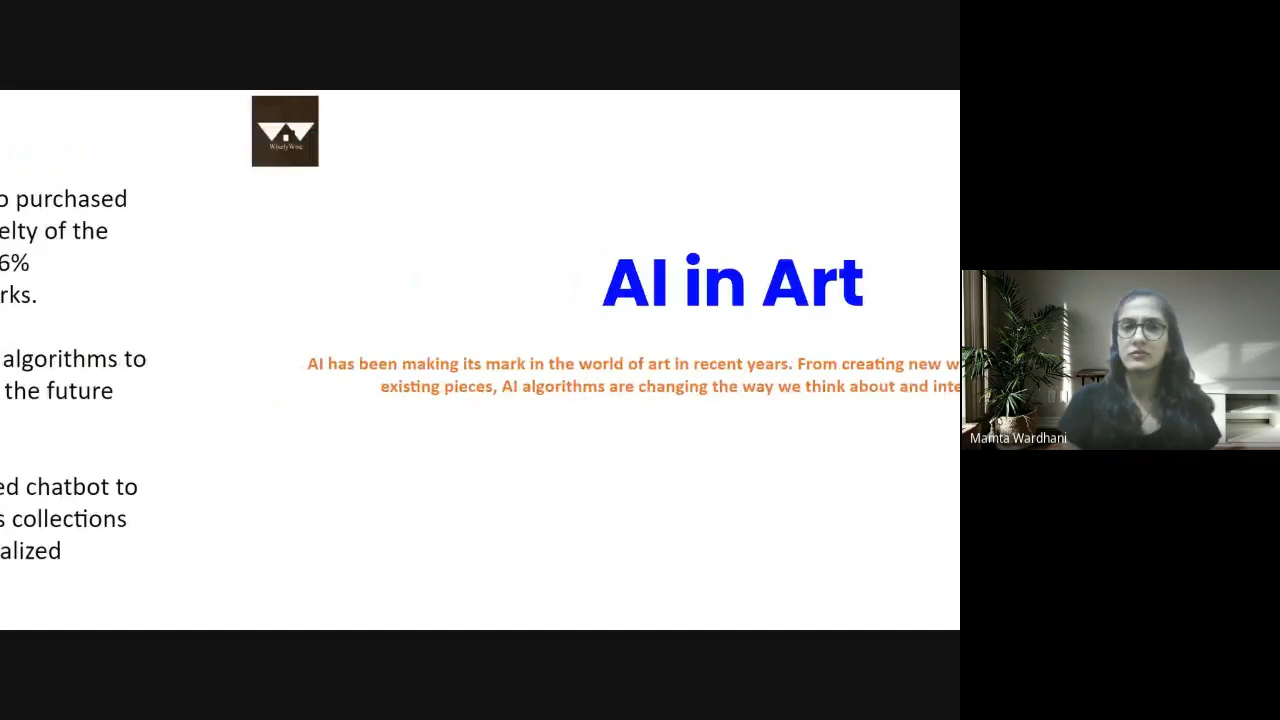 purchased
elty of the
6%
rks.
algorithms to
the future
ed chatbot to
s collections
alized
WiselyWise
AI in Art
AI has been making its mark in the world of art in recent years. From creating new w
existing pieces, AI algorithms are changing the way we think about and inte
Mamta Wardhani